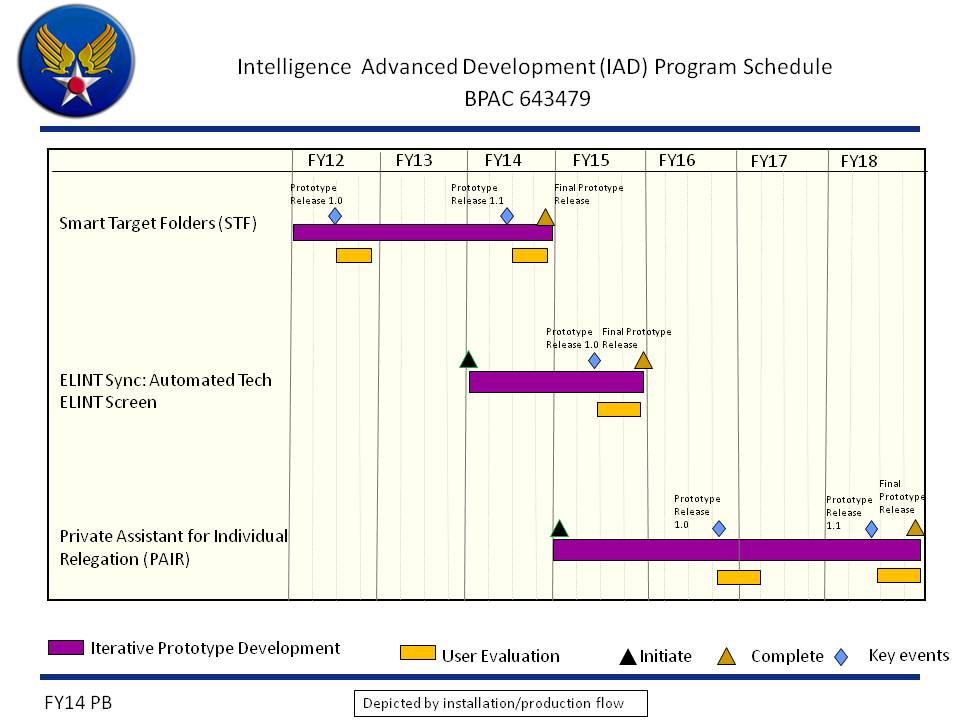 Intelligence Advanced Development (IAD) Program Schedule
BPAC 643479
FY12 FY13 FY14 FY15 FY16 FY17 FY18
Prototype
Release 1.0
Prototype
Release 1.1
Final Prototype
Release
Smart Target Folders (STF)
Prototype
Release 1.0
Final Prototype
Release
ELINT Sync: Automated Tech
ELINT Screen
Prototype
Release
1.0
Prototype
Release
1.1
Final
Prototype
Release
Private Assistant for Individual
Relegation (PAIR)
Iterative Prototype Development
User Evaluation
Initiate
Complete
Key events
FY14 PB
Depicted by installation/production flow